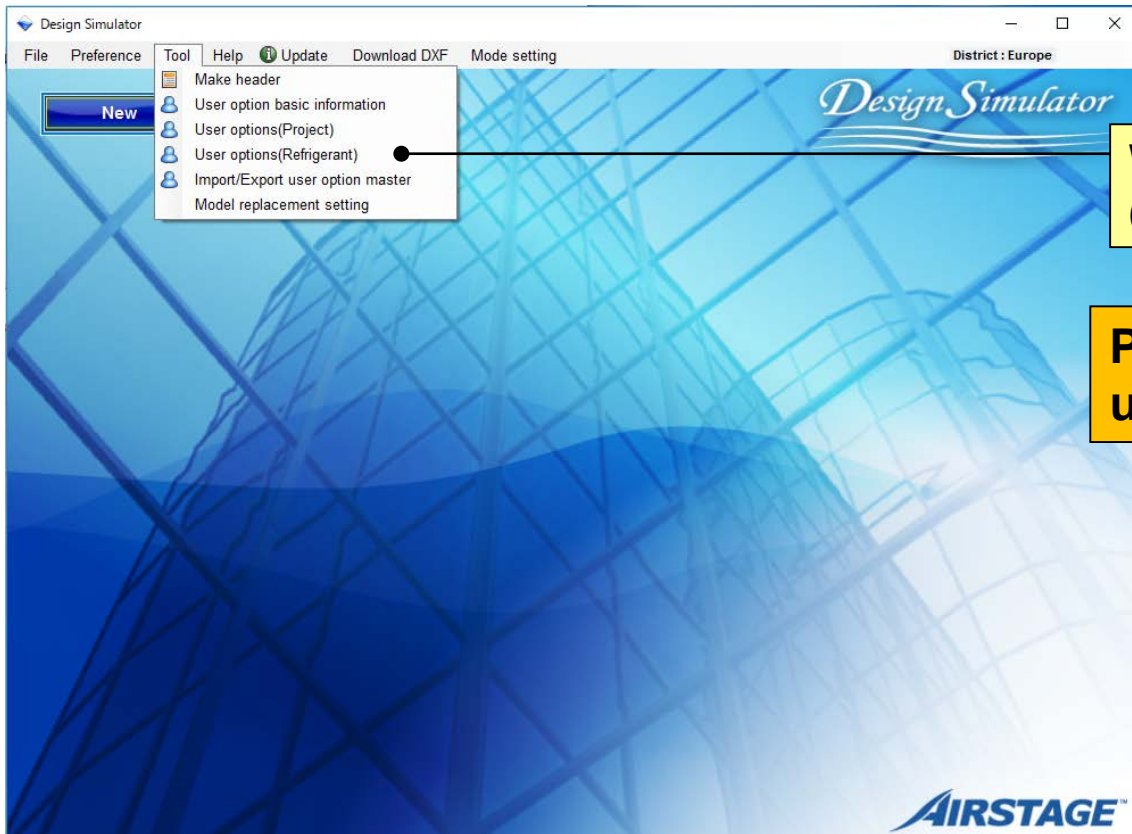 Design Simulator
File Preference Tool Help Update Download DXF Mode setting District : Europe
New
Make header
User option basic information
User options(Project)
User options(Refrigerant)
Import/Export user option master
Model replacement setting
Design Simulator
P
u
AIRSTAGE™